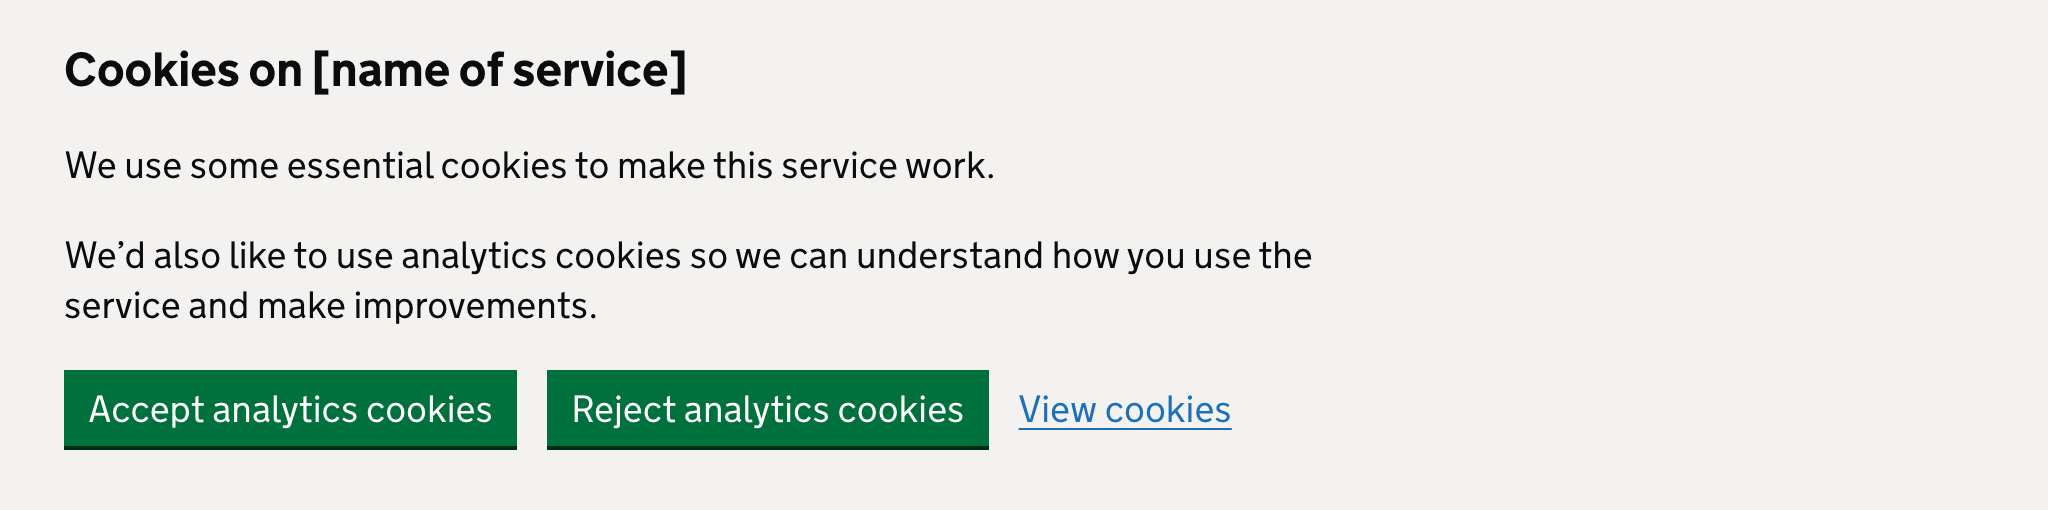 Cookies on [name of service]
We use some essential cookies to make this service work.
We’d also like to use analytics cookies so we can understand how you use the
service and make improvements.
Accept analytics cookies
Reject analytics cookies
View cookies